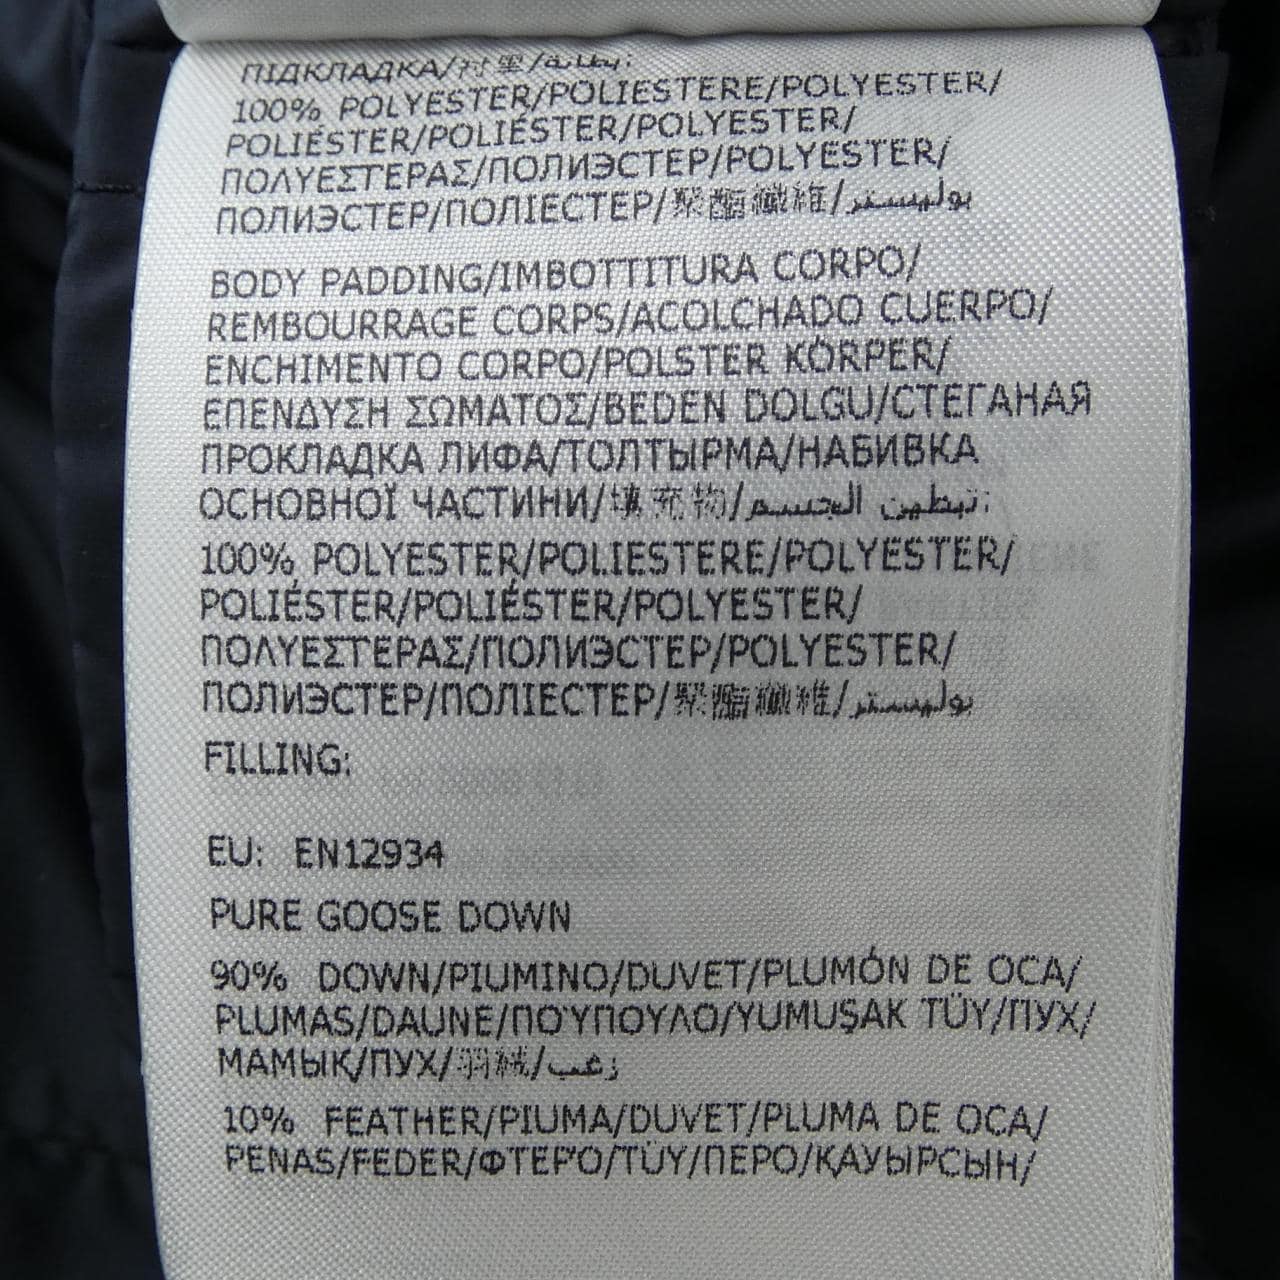 ПІДКЛАДКА/衬里/بطانة:
100% POLYESTER/POLIESTERE/POLYESTER/
POLIÉSTER/POLIÉSTER/POLYESTER/
ΠΟΛΥΕΣΤΕΡΑΣ/ПОЛИЭСТЕР/POLYESTER/
ПОЛИЭСТЕР/ПОЛІЕСТЕР/聚酯纖維/بوليستر
BODY PADDING/IMBOTTITURA CORPO/
REMBOURRAGE CORPS/ACOLCHADO CUERPO/
ENCHIMENTO CORPO/POLSTER KÖRPER/
ΕΠΕΝΔΥΣΗ ΣΩΜΑΤΟΣ/BEDEN DOLGU/СТЕГАНАЯ
ПРОКЛАДКА ЛИФА/ТОЛТЫРМА/НАБИВКА
ОСНОВНОЇ ЧАСТИНИ/填充物/تبطين الجسم:
100% POLYESTER/POLIESTERE/POLYESTER/
POLIÉSTER/POLIÉSTER/POLYESTER/
ΠΟΛΥΕΣΤΕΡΑΣ/ПОЛИЭСТЕР/POLYESTER/
ПОЛИЭСТЕР/ПОЛІЕСТЕР/聚酯纖維/بوليستر
FILLING:
EU: EN12934
PURE GOOSE DOWN
90% DOWN/PIUMINO/DUVET/PLUMÓN DE OCA/
PLUMAS/DAUNE/ΠΟΎΠΟΥΛΟ/YUMUŞAK TÜY/ПУХ/
МАМЫҚ/ПУХ/羽絨/زغب
10% FEATHER/PIUMA/DUVET/PLUMA DE OCA/
PENAS/FEDER/ΦΤΕΡΌ/TÜY/ПЕРО/ҚАУЫРСЫН/